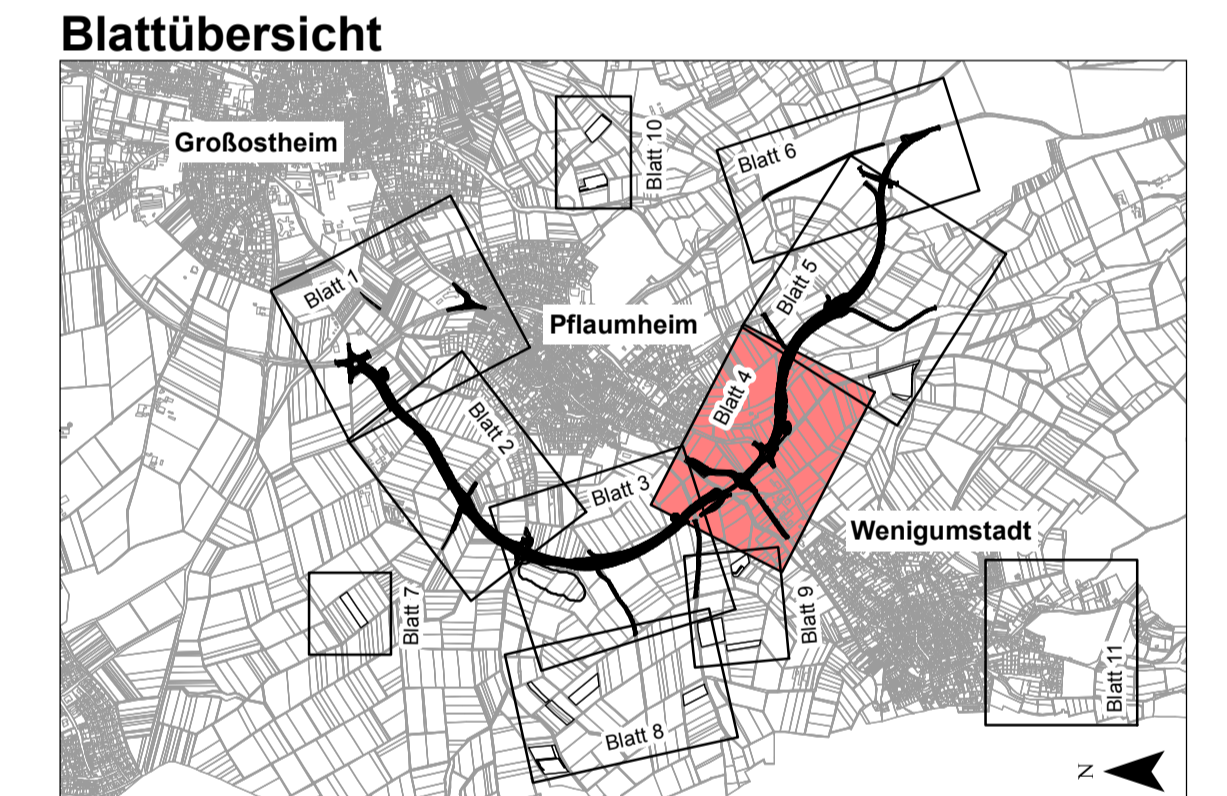 Blattübersicht
Großostheim
Blatt 10
Blatt 6
Blatt 1
Blatt 5
Pflaumheim
Blatt 4
Blatt 2
Blatt 3
Wenigumstadt
Blatt 7
Blatt 9
Blatt 11
Blatt 8
N